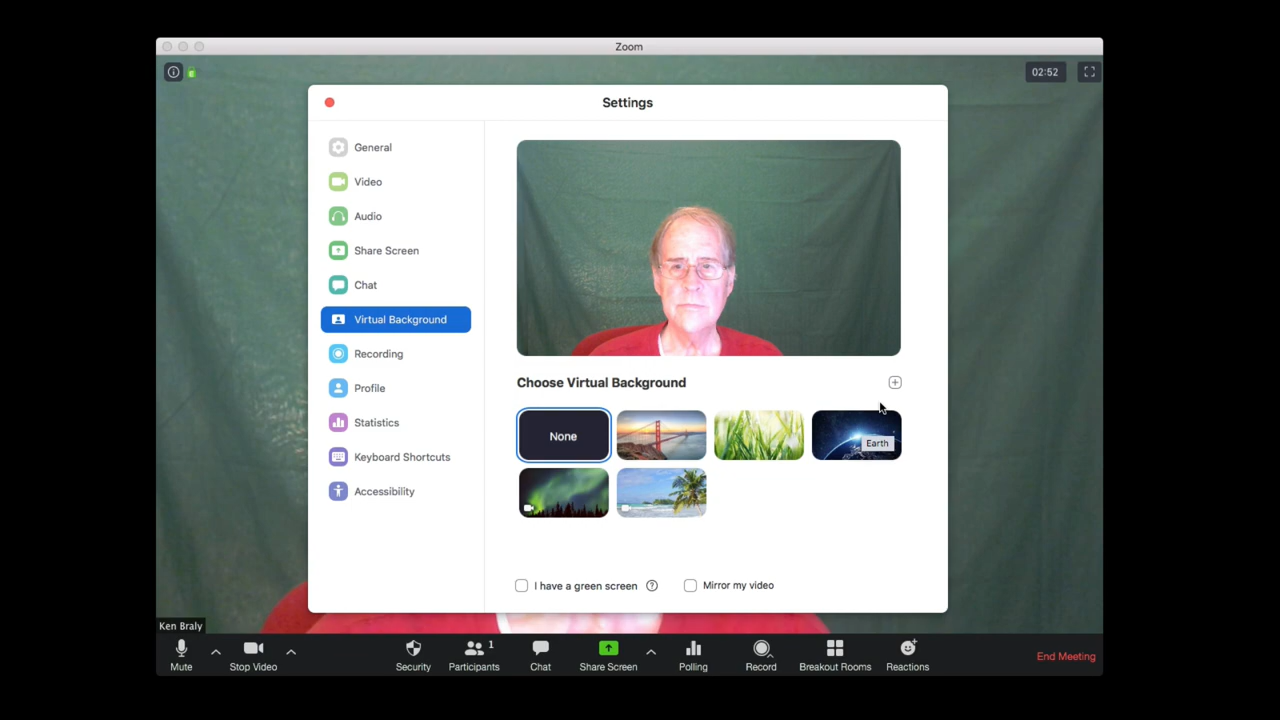 Zoom
02:52
Settings
General
Video
Audio
Share Screen
Chat
Virtual Background
Recording
Profile
Statistics
Keyboard Shortcuts
Accessibility
Choose Virtual Background
None
Earth
I have a green screen ?
Mirror my video
Ken Braly
Mute
Stop Video
Security
Participants 1
Chat
Share Screen
Polling
Record
Breakout Rooms
Reactions
End Meeting